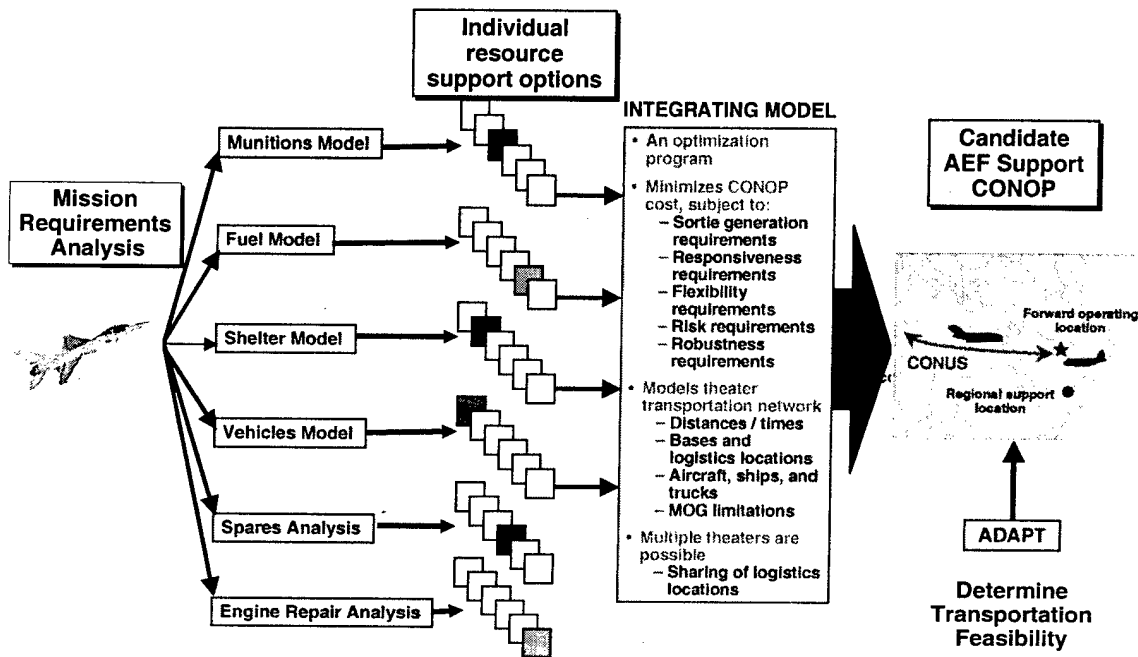 Individual
resource
support options
Mission
Requirements
Analysis
Munitions Model
Fuel Model
Shelter Model
Vehicles Model
Spares Analysis
Engine Repair Analysis
INTEGRATING MODEL
• An optimization
program
• Minimizes CONOP
cost, subject to:
– Sortie generation
requirements
– Responsiveness
requirements
– Flexibility
requirements
– Risk requirements
– Robustness
requirements
• Models theater
transportation network
– Distances / times
– Bases and
logistics locations
– Aircraft, ships, and
trucks
– MOG limitations
• Multiple theaters are
possible
– Sharing of logistics
locations
Candidate
AEF Support
CONOP
Forward operating
location
CONUS
Regional support
location
ADAPT
Determine
Transportation
Feasibility